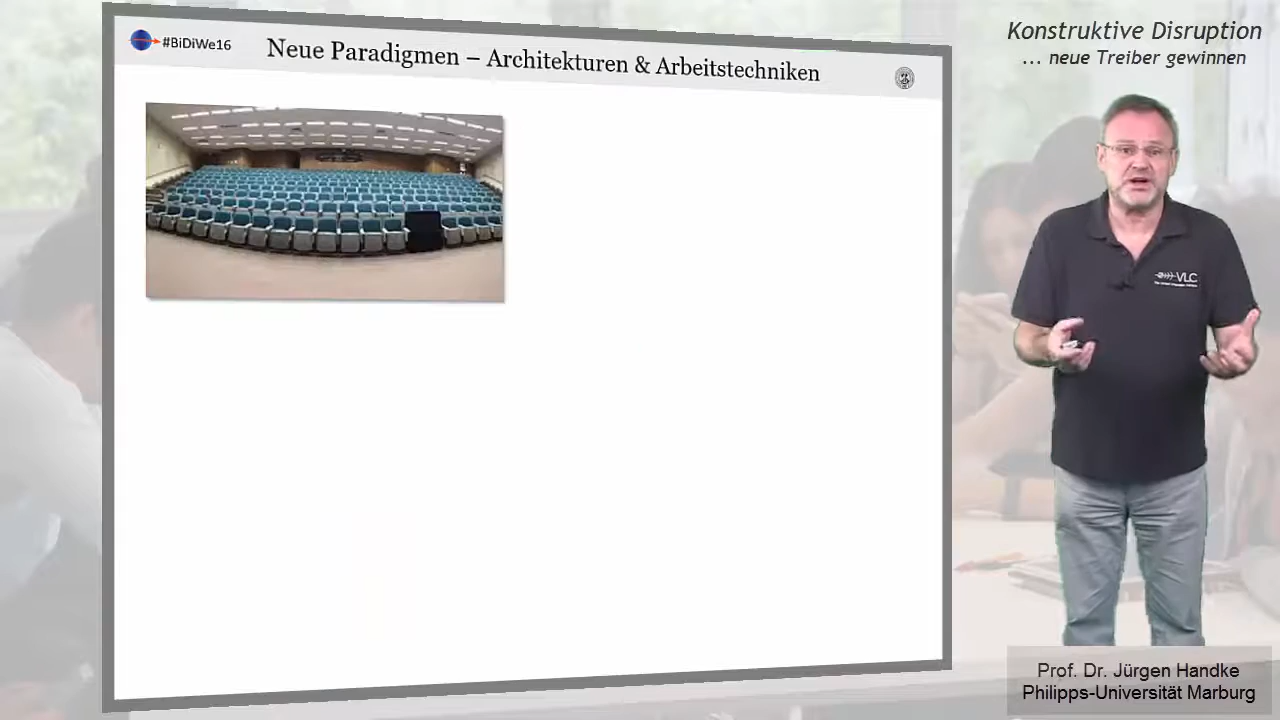 #BiDiWe16
Neue Paradigmen – Architekturen & Arbeitstechniken
Konstruktive Disruption
... neue Treiber gewinnen
VLC
Prof. Dr. Jürgen Handke
Philipps-Universität Marburg